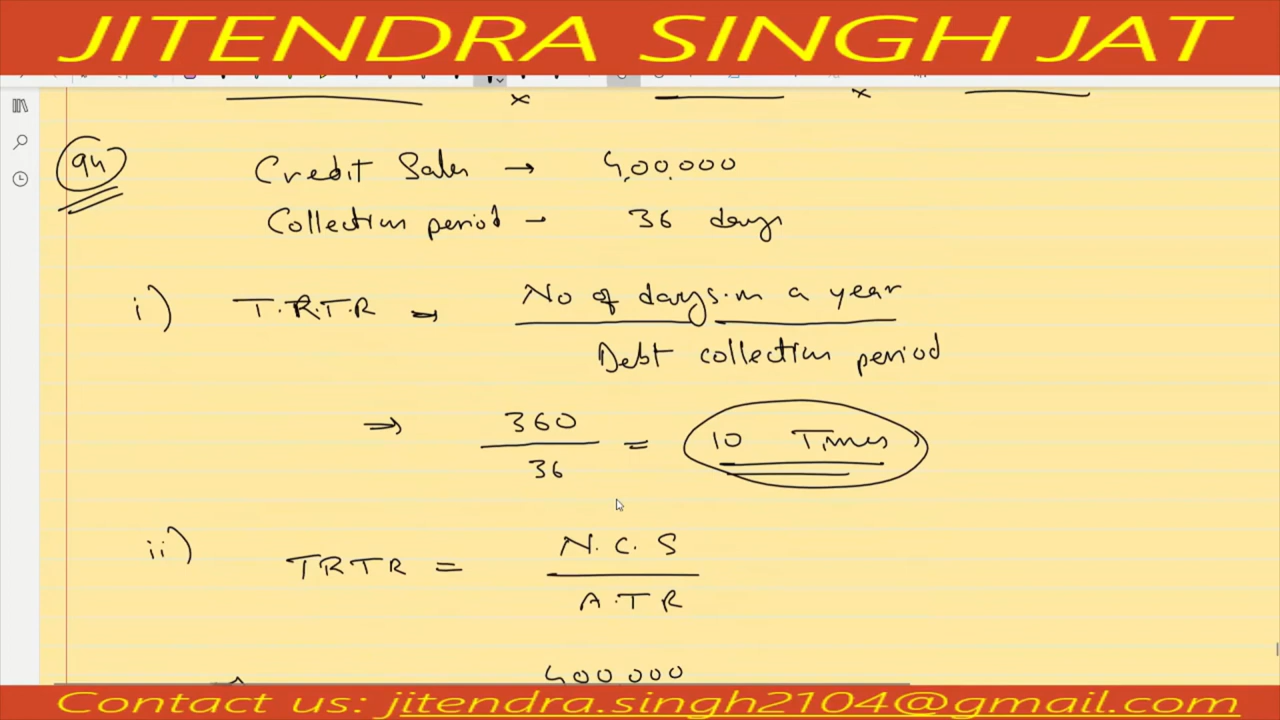 JITENDRA SINGH JAT
94
Credit Sales → 4,00,000
Collection period → 36 days
i) T.R.T.R → No of days in a year
Debt collection period
⇒ 360
36
= 10 Times
ii) TRTR = N.C.S
A.T.R
400000
Contact us: jitendra.singh2104@gmail.com